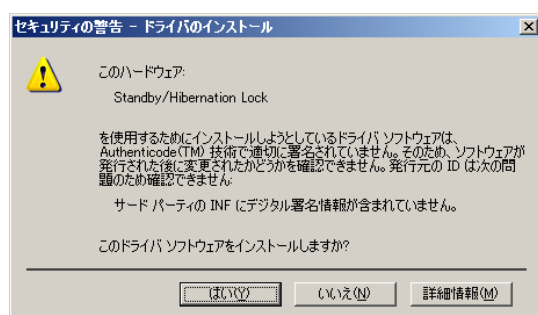 セキュリティの警告 - ドライバのインストール
このハードウェア:
Standby/Hibernation Lock
を使用するためにインストールしようとしているドライバ ソフトウェアは、
Authenticode(TM) 技術で適切に署名されていません。そのため、ソフトウェアが
発行された後に変更されたかどうかを確認できません。発行元の ID は次の問
題のため確認できません:
サード パーティの INF にデジタル署名情報が含まれていません。
このドライバ ソフトウェアをインストールしますか?
はい(Y) いいえ(N) 詳細情報(M)